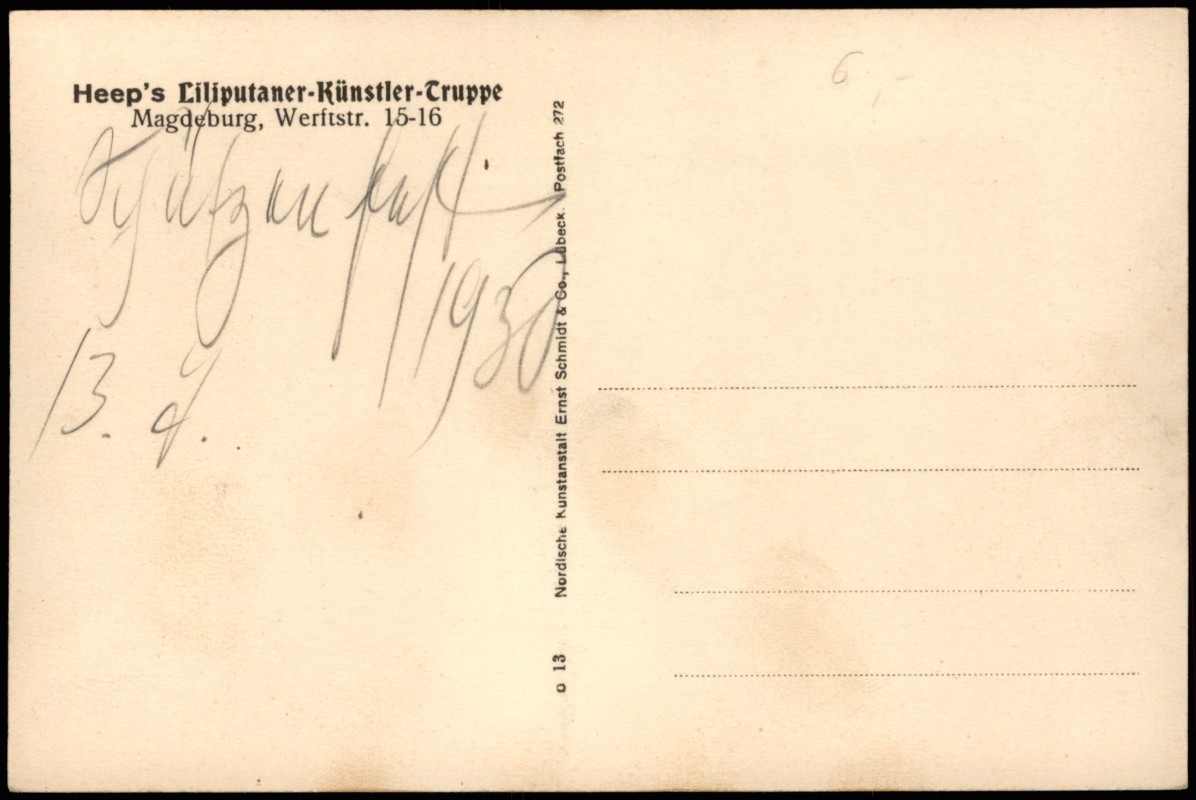 Heep's Liliputaner-Künstler-Truppe
Magdeburg, Werftstr. 15-16
Schützenfest
1930
13. 7.
6,-
Nordische Kunstanstalt Ernst Schmidt & Co., Lübeck. Postfach 272
o 13